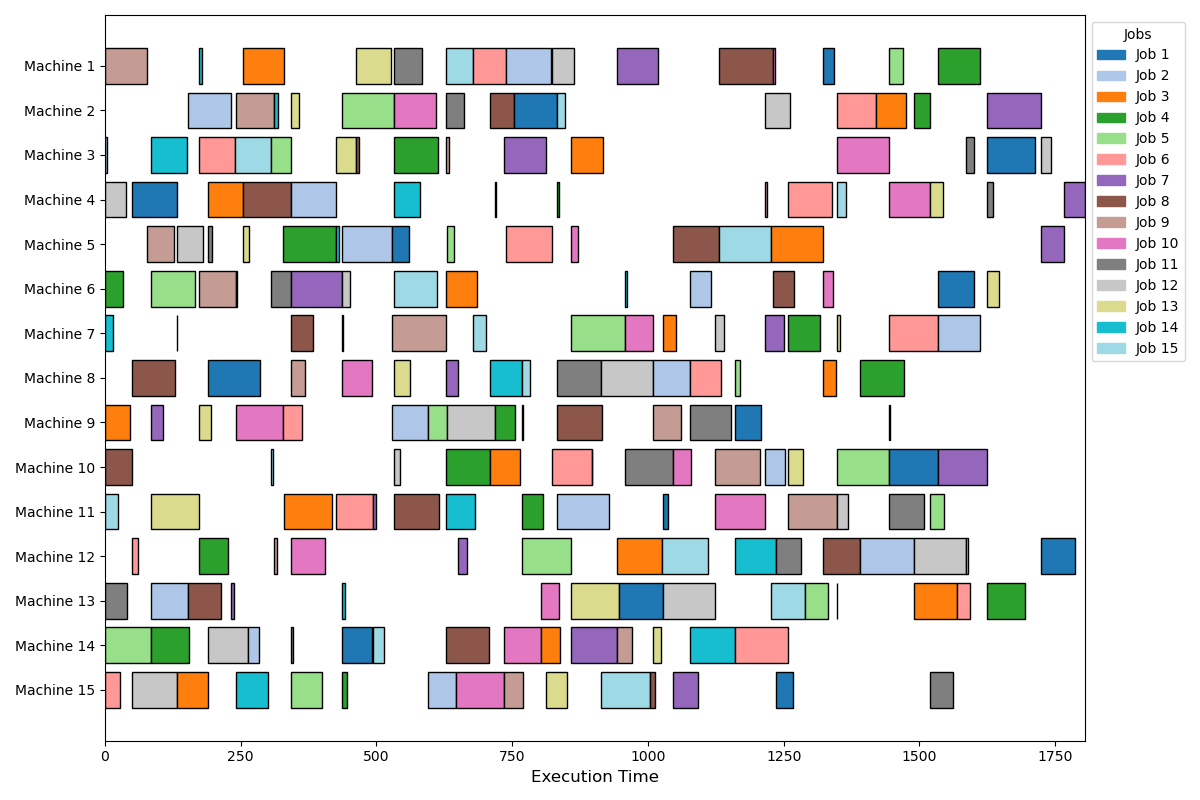 Machine 1
Machine 2
Machine 3
Machine 4
Machine 5
Machine 6
Machine 7
Machine 8
Machine 9
Machine 10
Machine 11
Machine 12
Machine 13
Machine 14
Machine 15
0 250 500 750 1000 1250 1500 1750
Execution Time
Jobs
Job 1
Job 2
Job 3
Job 4
Job 5
Job 6
Job 7
Job 8
Job 9
Job 10
Job 11
Job 12
Job 13
Job 14
Job 15